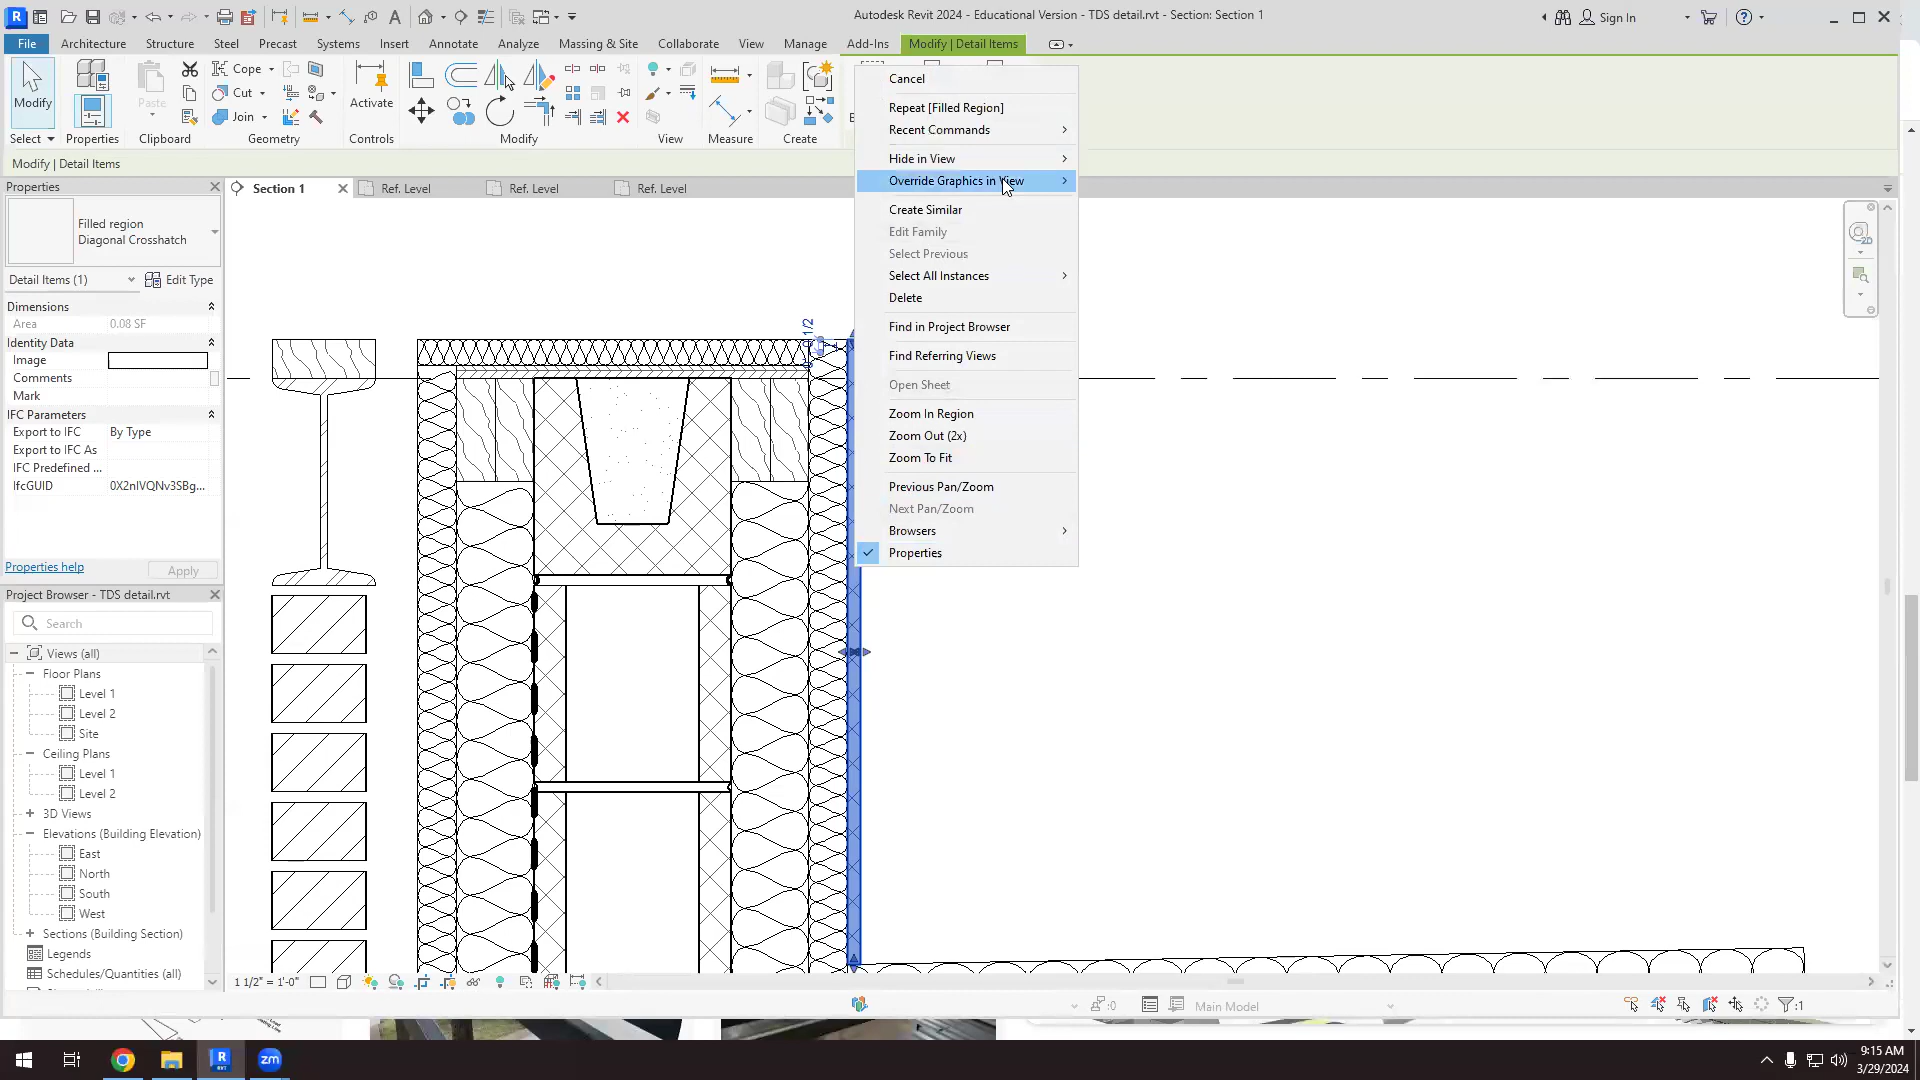 Autodesk Revit 2024 - Educational Version - TDS detail.rvt - Section: Section 1
Sign In
File Architecture Structure Steel Precast Systems Insert Annotate Analyze Massing & Site Collaborate View Manage Add-Ins Modify | Detail Items
Modify
Paste
Cope
Cut
Join
Activate
Select Properties Clipboard Geometry Controls Modify View Measure Create
Modify | Detail Items
Properties
Filled region
Diagonal Crosshatch
Detail Items (1) Edit Type
Dimensions
Area 0.08 SF
Identity Data
Image
Comments
Mark
IFC Parameters
Export to IFC By Type
Export to IFC As
IFC Predefined ...
IfcGUID 0X2nIVQNv3SBg...
Properties help Apply
Project Browser - TDS detail.rvt
Search
Views (all)
Floor Plans
Level 1
Level 2
Site
Ceiling Plans
Level 1
Level 2
3D Views
Elevations (Building Elevation)
East
North
South
West
Sections (Building Section)
Legends
Schedules/Quantities (all)
Section 1 Ref. Level Ref. Level Ref. Level
Cancel
Repeat [Filled Region]
Recent Commands
Hide in View
Override Graphics in View
Create Similar
Edit Family
Select Previous
Select All Instances
Delete
Find in Project Browser
Find Referring Views
Open Sheet
Zoom In Region
Zoom Out (2x)
Zoom To Fit
Previous Pan/Zoom
Next Pan/Zoom
Browsers
Properties
2D
1 1/2" = 1'-0"
:0
Main Model
:1
R
RVT
zm
9:15 AM
3/29/2024